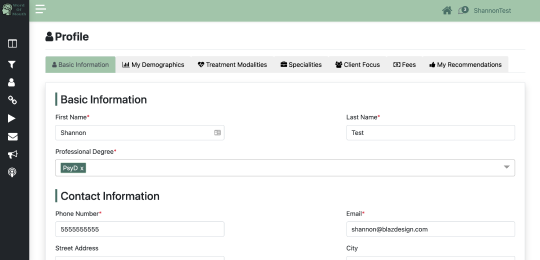 ShannonTest
Profile
Basic Information
My Demographics
Treatment Modalities
Specialities
Client Focus
Fees
My Recommendations
Basic Information
First Name*
Last Name*
Shannon
Test
Professional Degree*
PsyD x
Contact Information
Phone Number*
Email*
5555555555
shannon@blazdesign.com
Street Address
City